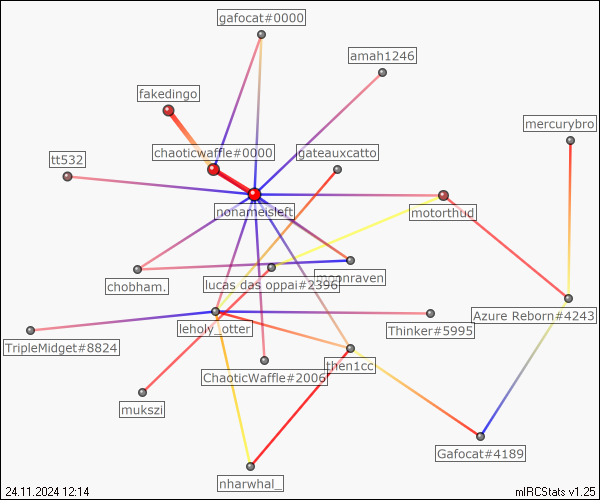 gafocat#0000
amah1246
fakedingo
mercurybro
chaoticwaffle#0000
gateauxcatto
tt532
nonameisleft
motorthud
moonraven
chobham.
lucas das oppai#2396
Azure Reborn#4243
leholy_otter
Thinker#5995
TripleMidget#8824
then1cc
ChaoticWaffle#2006
mukszi
Gafocat#4189
nharwhal_
24.11.2024 12:14
mIRCStats v1.25